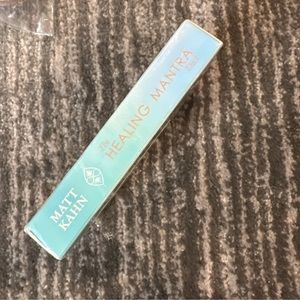 The
HEALING MANTRA
Deck
MATT
KAHN